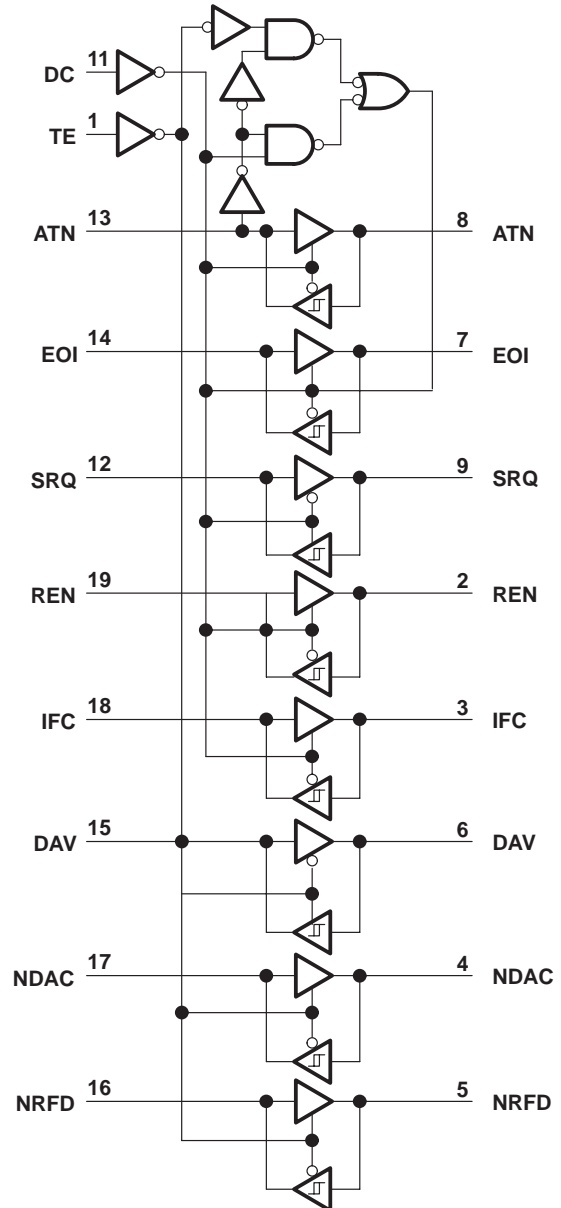 11
DC
1
TE
13 8
ATN ATN
14 7
EOI EOI
12 9
SRQ SRQ
19 2
REN REN
18 3
IFC IFC
15 6
DAV DAV
17 4
NDAC NDAC
16 5
NRFD NRFD